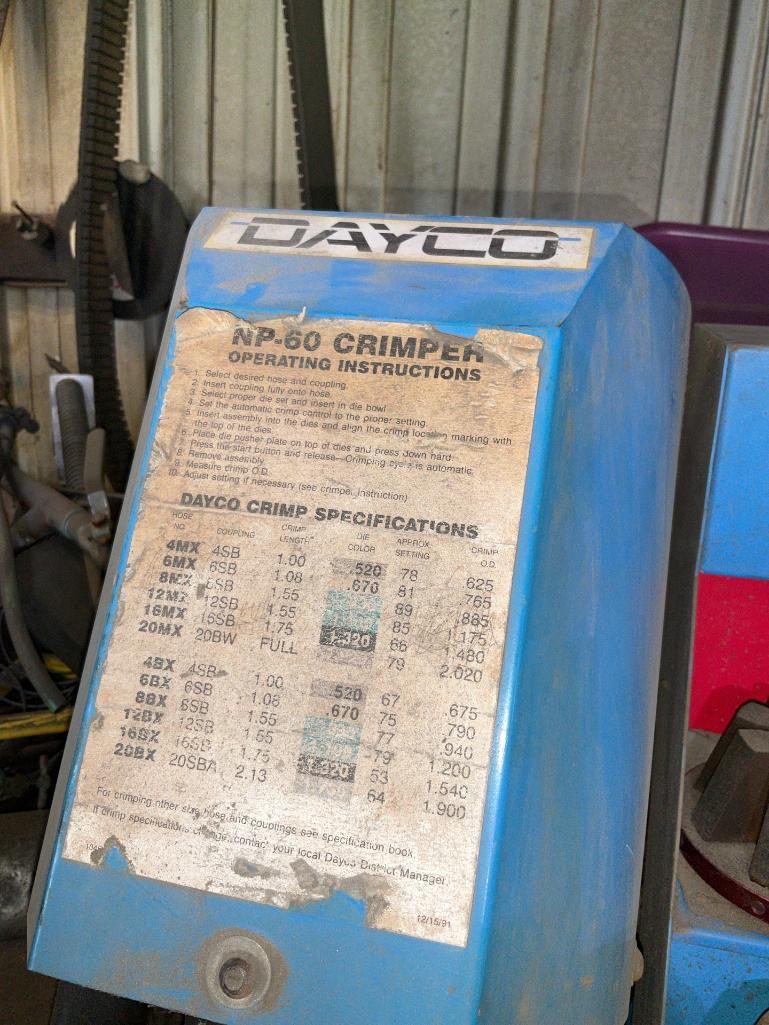 DAYCO
NP-60 CRIMPER
OPERATING INSTRUCTIONS
1. Select desired hose and coupling.
2. Insert coupling fully onto hose.
3. Select proper die set and insert in die bowl
4. Set the automatic crimp control to the proper setting.
5. Insert assembly into the dies and align the crimp location marking with
the top of the dies.
6. Place die pusher plate on top of dies and press down hard.
7. Press the start button and release—Crimping cycle is automatic.
8. Remove assembly
9. Measure crimp O.D.
10. Adjust setting if necessary (see crimper instruction)
DAYCO CRIMP SPECIFICATIONS
HOSE NO. COUPLING CRIMP LENGTH DIE COLOR APPROX SETTING CRIMP O.D.
4MX 4SB 1.00 .520 78 .625
6MX 6SB 1.08 .670 81 .765
8MX 8SB 1.55 89 .885
12MX 12SB 1.55 85 1.175
16MX 16SB 1.75 1.320 66 1.480
20MX 20BW FULL 79 2.020
4BX 4SB 1.00 .520 67 .675
6BX 6SB 1.08 .670 75 .790
8BX 8SB 1.55 77 .940
12BX 12SB 1.55 79 1.200
16BX 16SB 1.75 1.320 53 1.540
20BX 20SBA 2.13 64 1.900
For crimping other size hose and couplings see specification book.
If crimp specifications change, contact your local Dayco District Manager.
12/15/91